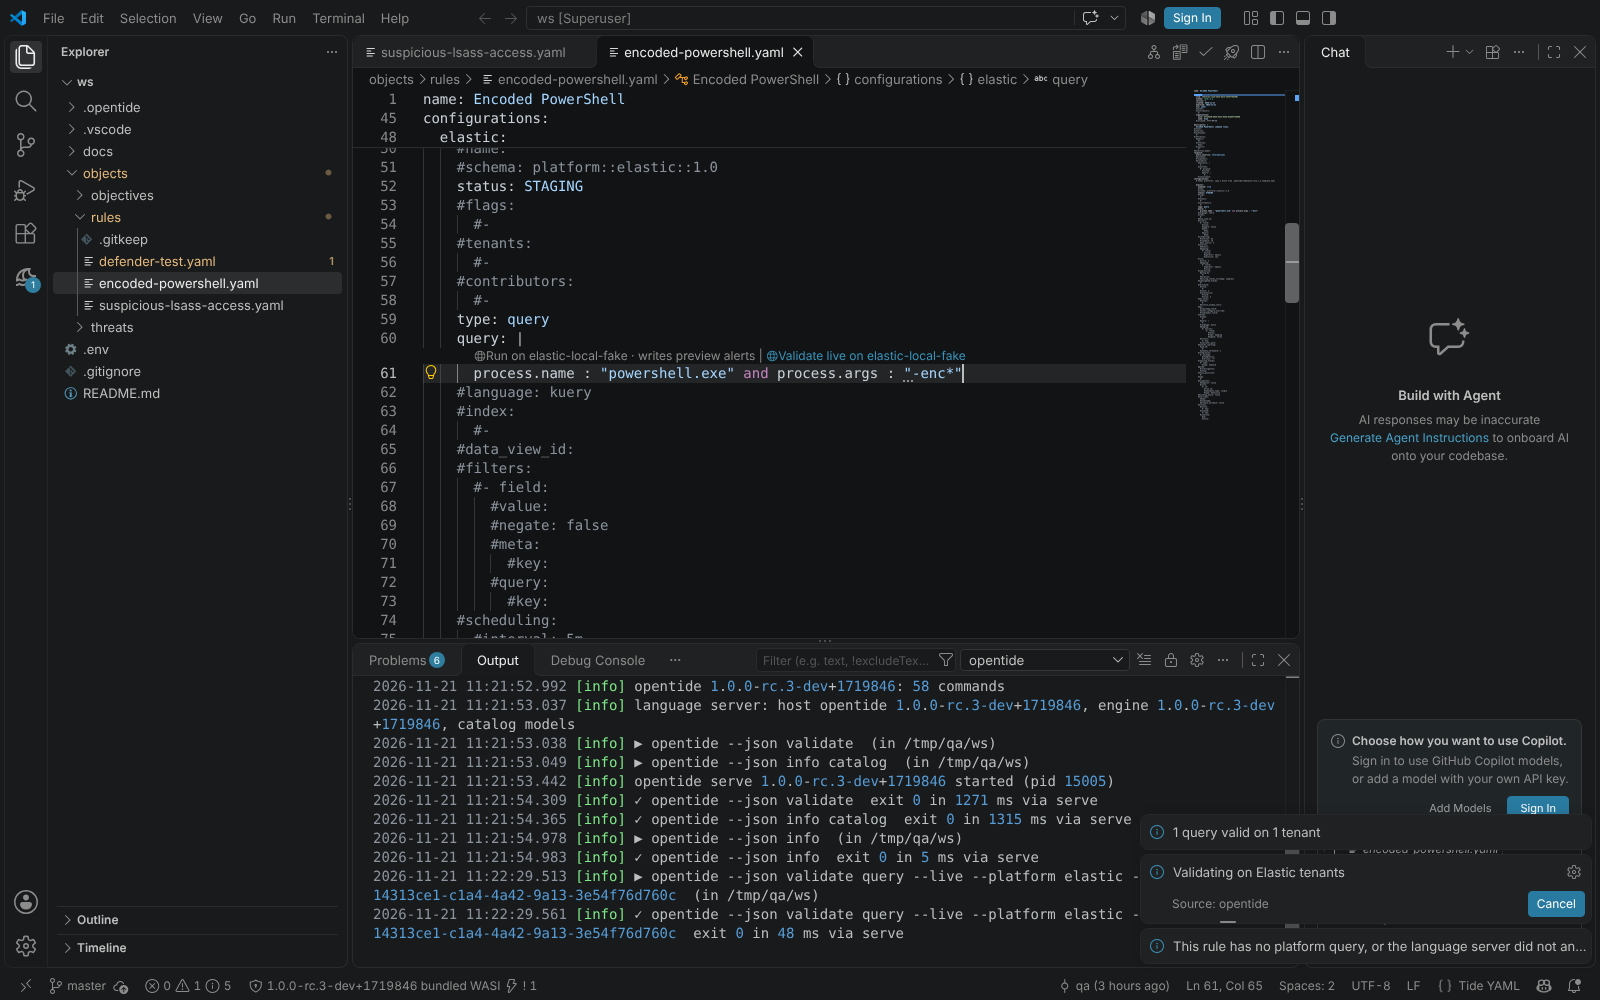 File Edit Selection View Go Run Terminal Help
ws [Superuser]
Sign In
Explorer
ws
.opentide
.vscode
docs
objects
objectives
rules
.gitkeep
defender-test.yaml 1
encoded-powershell.yaml
suspicious-lsass-access.yaml
threats
.env
.gitignore
README.md
1
Outline
Timeline
suspicious-lsass-access.yaml
encoded-powershell.yaml
objects > rules > encoded-powershell.yaml > Encoded PowerShell > { } configurations > { } elastic > abc query
1 name: Encoded PowerShell
45 configurations:
48 elastic:
50 #name:
51 #schema: platform::elastic::1.0
52 status: STAGING
53 #flags:
54 #-
55 #tenants:
56 #-
57 #contributors:
58 #-
59 type: query
60 query: |
Run on elastic-local-fake · writes preview alerts | Validate live on elastic-local-fake
61 process.name : "powershell.exe" and process.args : "-enc*"
62 #language: kuery
63 #index:
64 #-
65 #data_view_id:
66 #filters:
67 #- field:
68 #value:
69 #negate: false
70 #meta:
71 #key:
72 #query:
73 #key:
74 #scheduling:
75 #interval: 5m
Problems 6 Output Debug Console
Filter (e.g. text, !excludeTex...
opentide
2026-11-21 11:21:52.992 [info] opentide 1.0.0-rc.3-dev+1719846: 58 commands
2026-11-21 11:21:53.037 [info] language server: host opentide 1.0.0-rc.3-dev+1719846, engine 1.0.0-rc.3-dev
+1719846, catalog models
2026-11-21 11:21:53.038 [info] ▶ opentide --json validate (in /tmp/qa/ws)
2026-11-21 11:21:53.049 [info] ▶ opentide --json info catalog (in /tmp/qa/ws)
2026-11-21 11:21:53.442 [info] opentide serve 1.0.0-rc.3-dev+1719846 started (pid 15005)
2026-11-21 11:21:54.309 [info] ✓ opentide --json validate exit 0 in 1271 ms via serve
2026-11-21 11:21:54.365 [info] ✓ opentide --json info catalog exit 0 in 1315 ms via serve
2026-11-21 11:21:54.978 [info] ▶ opentide --json info (in /tmp/qa/ws)
2026-11-21 11:21:54.983 [info] ✓ opentide --json info exit 0 in 5 ms via serve
2026-11-21 11:22:29.513 [info] ▶ opentide --json validate query --live --platform elastic -
14313ce1-c1a4-4a42-9a13-3e54f76d760c (in /tmp/qa/ws)
2026-11-21 11:22:29.561 [info] ✓ opentide --json validate query --live --platform elastic -
14313ce1-c1a4-4a42-9a13-3e54f76d760c exit 0 in 48 ms via serve
Chat
Build with Agent
AI responses may be inaccurate
Generate Agent Instructions to onboard AI
onto your codebase.
Choose how you want to use Copilot.
Sign in to use GitHub Copilot models,
or add a model with your own API key.
Add Models Sign In
1 query valid on 1 tenant
encoded-powershell.yaml
Validating on Elastic tenants
Source: opentide
Cancel
This rule has no platform query, or the language server did not an...
master 0 1 5 1.0.0-rc.3-dev+1719846 bundled WASI ! 1
qa (3 hours ago) Ln 61, Col 65 Spaces: 2 UTF-8 LF { } Tide YAML